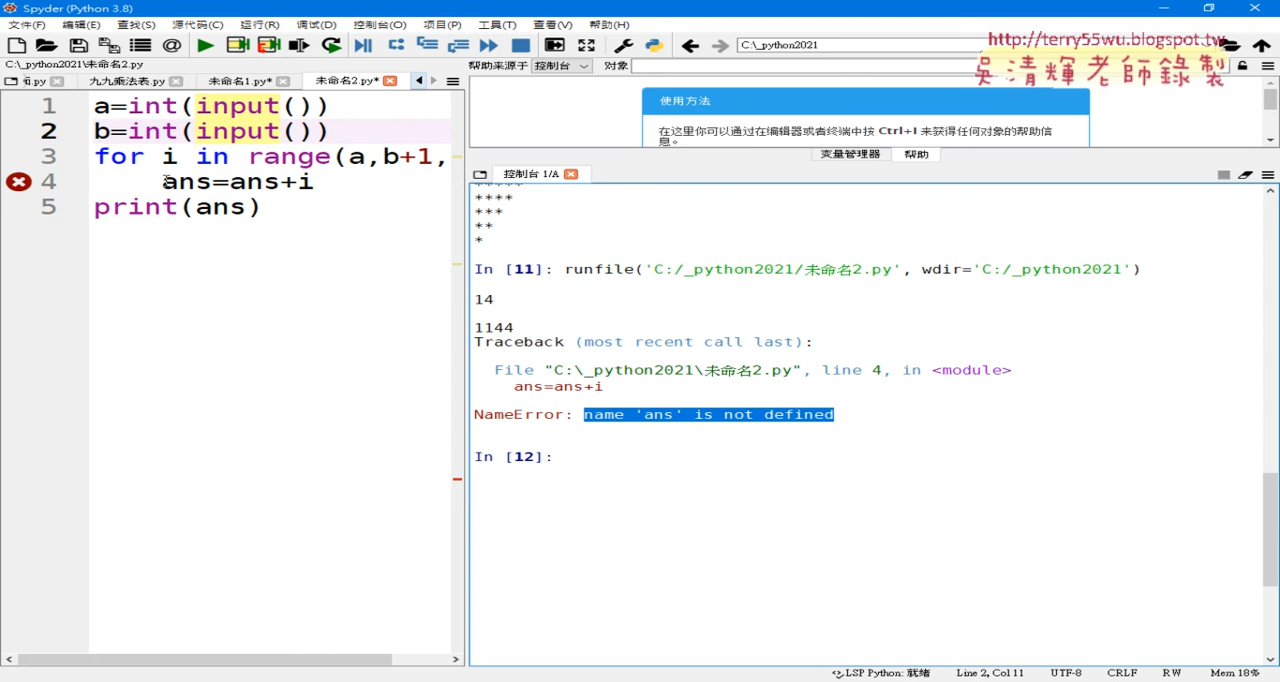 Spyder (Python 3.8)
文件(F) 编辑(E) 查找(S) 源代码(C) 运行(R) 调试(D) 控制台(O) 项目(P) 工具(T) 查看(V) 帮助(H)
C:\_python2021
http://terry55wu.blogspot.tw
吳清輝老師錄製
C:\_python2021\未命名2.py
帮助来源于 控制台 对象
九九乘法表.py 未命名1.py* 未命名2.py*
1 a=int(input())
2 b=int(input())
3 for i in range(a,b+1,
4 ans=ans+i
5 print(ans)
使用方法
在这里你可以通过在编辑器或者终端中按 Ctrl+I 来获得任何对象的帮助信
息。
变量管理器 帮助
控制台 1/A
****
***
**
*
In [11]: runfile('C:/_python2021/未命名2.py', wdir='C:/_python2021')
14
1144
Traceback (most recent call last):
File "C:\_python2021\未命名2.py", line 4, in <module>
ans=ans+i
NameError: name 'ans' is not defined
In [12]:
LSP Python: 就绪 Line 2, Col 11 UTF-8 CRLF RW Mem 18%